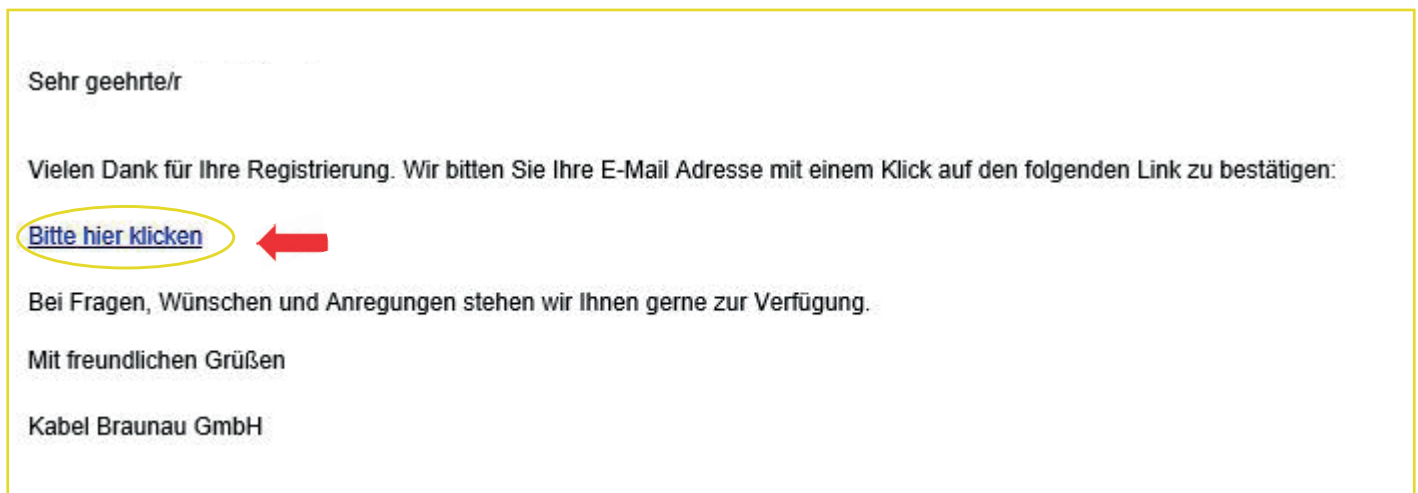 Sehr geehrte/r
Vielen Dank für Ihre Registrierung. Wir bitten Sie Ihre E-Mail Adresse mit einem Klick auf den folgenden Link zu bestätigen:
Bitte hier klicken
Bei Fragen, Wünschen und Anregungen stehen wir Ihnen gerne zur Verfügung.
Mit freundlichen Grüßen
Kabel Braunau GmbH